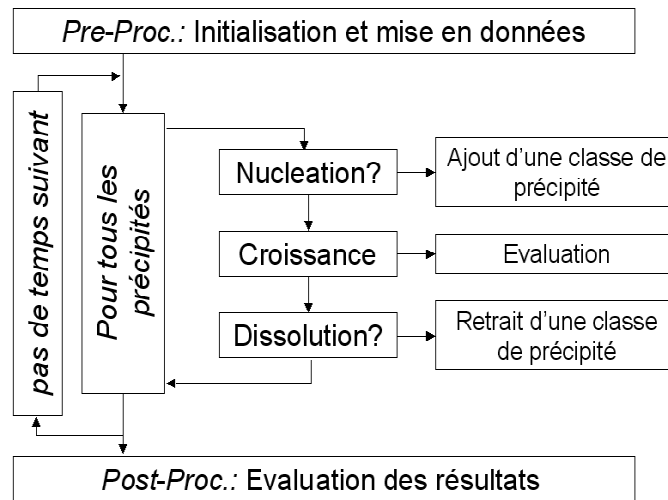 Pre-Proc.: Initialisation et mise en données
pas de temps suivant
Pour tous les
précipités
Nucleation?
Ajout d'une classe de
précipité
Croissance
Evaluation
Dissolution?
Retrait d'une classe
de précipité
Post-Proc.: Evaluation des résultats